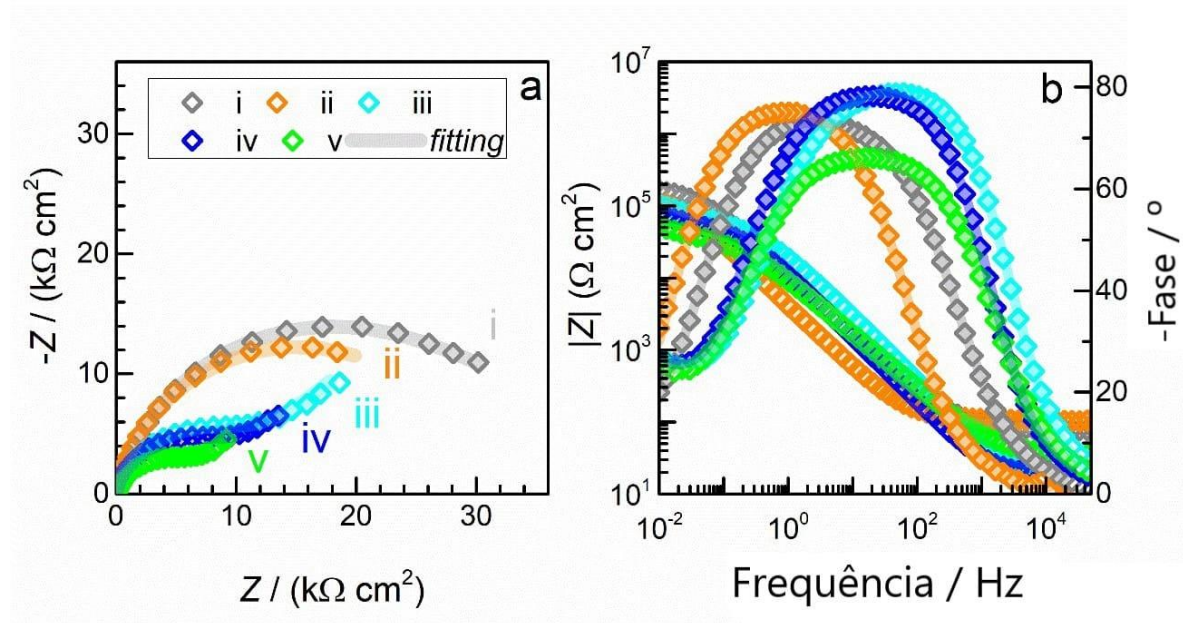 a
i ii iii
iv v fitting
-Z / (kΩ cm²)
30
20
10
0
i
ii
iii
iv
v
0 10 20 30
Z / (kΩ cm²)
b
|Z| (Ω cm²)
10⁷
10⁵
10³
10¹
80
60
40
20
0
-Fase / º
10⁻² 10⁰ 10² 10⁴
Frequência / Hz